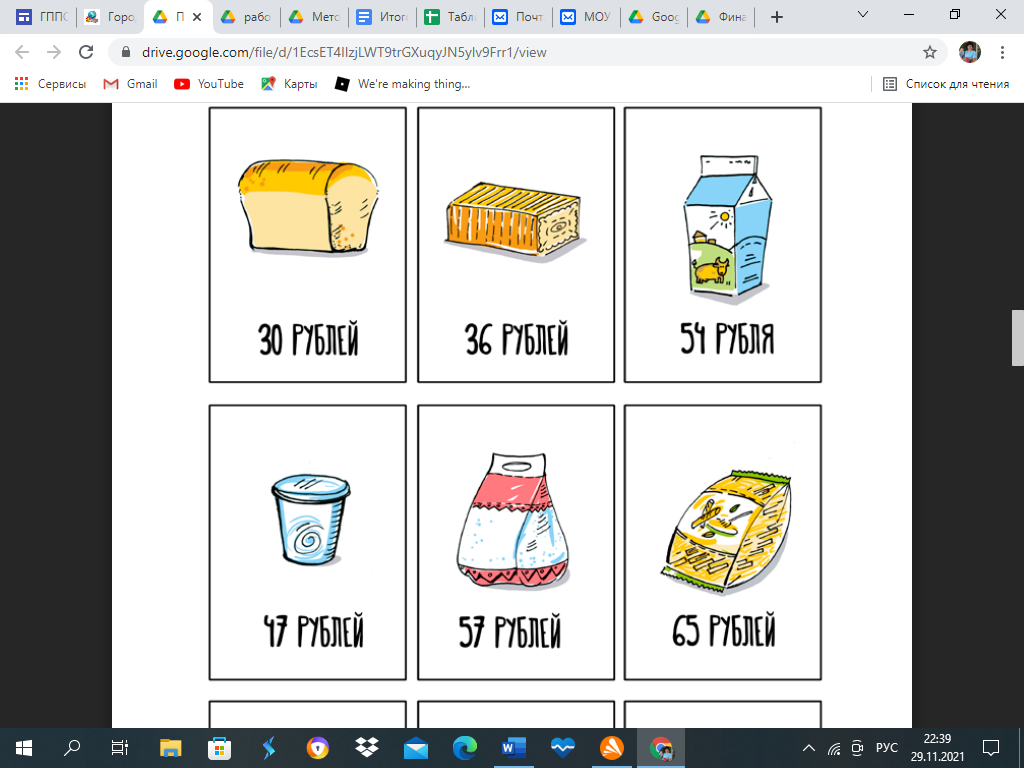 ГППС
Горо,
П
рабо
Мето
Итого
Табл
Почт
МОУ
Goog
Фина
drive.google.com/file/d/1EcsET4lIzjLWT9trGXuqyJN5ylv9Frr1/view
Сервисы
Gmail
YouTube
Карты
We're making thing...
Список для чтения
30 РУБЛЕЙ
36 РУБЛЕЙ
54 РУБЛЯ
47 РУБЛЕЙ
57 РУБЛЕЙ
65 РУБЛЕЙ
РУС
22:39
29.11.2021